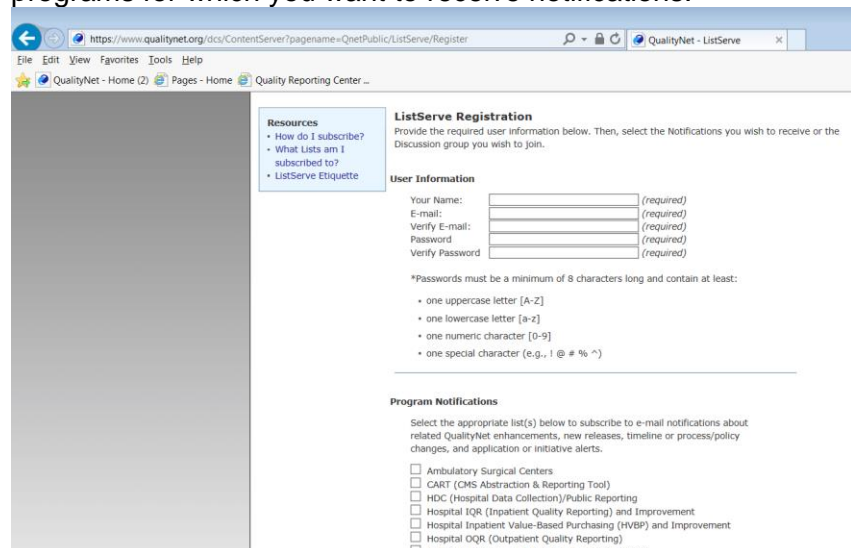 programs for which you want to receive notifications.
https://www.qualitynet.org/dcs/ContentServer?pagename=QnetPublic/ListServe/Register
QualityNet - ListServe
File Edit View Favorites Tools Help
QualityNet - Home (2) Pages - Home Quality Reporting Center ...
Resources
• How do I subscribe?
• What Lists am I
subscribed to?
• ListServe Etiquette
ListServe Registration
Provide the required user information below. Then, select the Notifications you wish to receive or the
Discussion group you wish to join.
User Information
Your Name: (required)
E-mail: (required)
Verify E-mail: (required)
Password (required)
Verify Password (required)
*Passwords must be a minimum of 8 characters long and contain at least:
• one uppercase letter [A-Z]
• one lowercase letter [a-z]
• one numeric character [0-9]
• one special character (e.g., ! @ # % ^)
Program Notifications
Select the appropriate list(s) below to subscribe to e-mail notifications about
related QualityNet enhancements, new releases, timeline or process/policy
changes, and application or initiative alerts.
Ambulatory Surgical Centers
CART (CMS Abstraction & Reporting Tool)
HDC (Hospital Data Collection)/Public Reporting
Hospital IQR (Inpatient Quality Reporting) and Improvement
Hospital Inpatient Value-Based Purchasing (HVBP) and Improvement
Hospital OQR (Outpatient Quality Reporting)